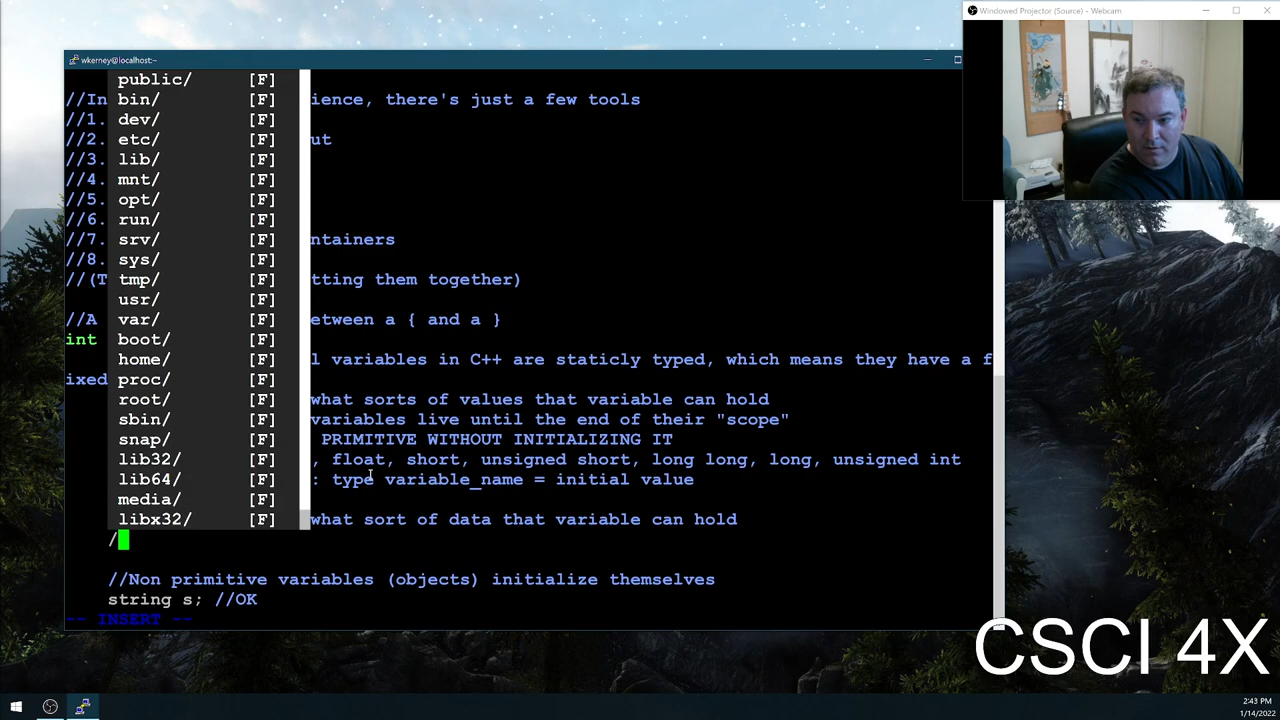 Windowed Projector (Source) - Webcam
wkerney@localhost:~
public/ [F]
//In bin/ [F] ience, there's just a few tools
//1. dev/ [F]
//2. etc/ [F] ut
//3. lib/ [F]
//4. mnt/ [F]
//5. opt/ [F]
//6. run/ [F]
//7. srv/ [F] ntainers
//8. sys/ [F]
//(T tmp/ [F] tting them together)
usr/ [F]
//A var/ [F] etween a { and a }
int boot/ [F]
home/ [F] l variables in C++ are staticly typed, which means they have a f
ixed proc/ [F]
root/ [F] what sorts of values that variable can hold
sbin/ [F] variables live until the end of their "scope"
snap/ [F] PRIMITIVE WITHOUT INITIALIZING IT
lib32/ [F] , float, short, unsigned short, long long, long, unsigned int
lib64/ [F] : type variable_name = initial value
media/ [F]
libx32/ [F] what sort of data that variable can hold
/
//Non primitive variables (objects) initialize themselves
string s; //OK
-- INSERT --
CSCI 4X
2:43 PM
1/14/2022